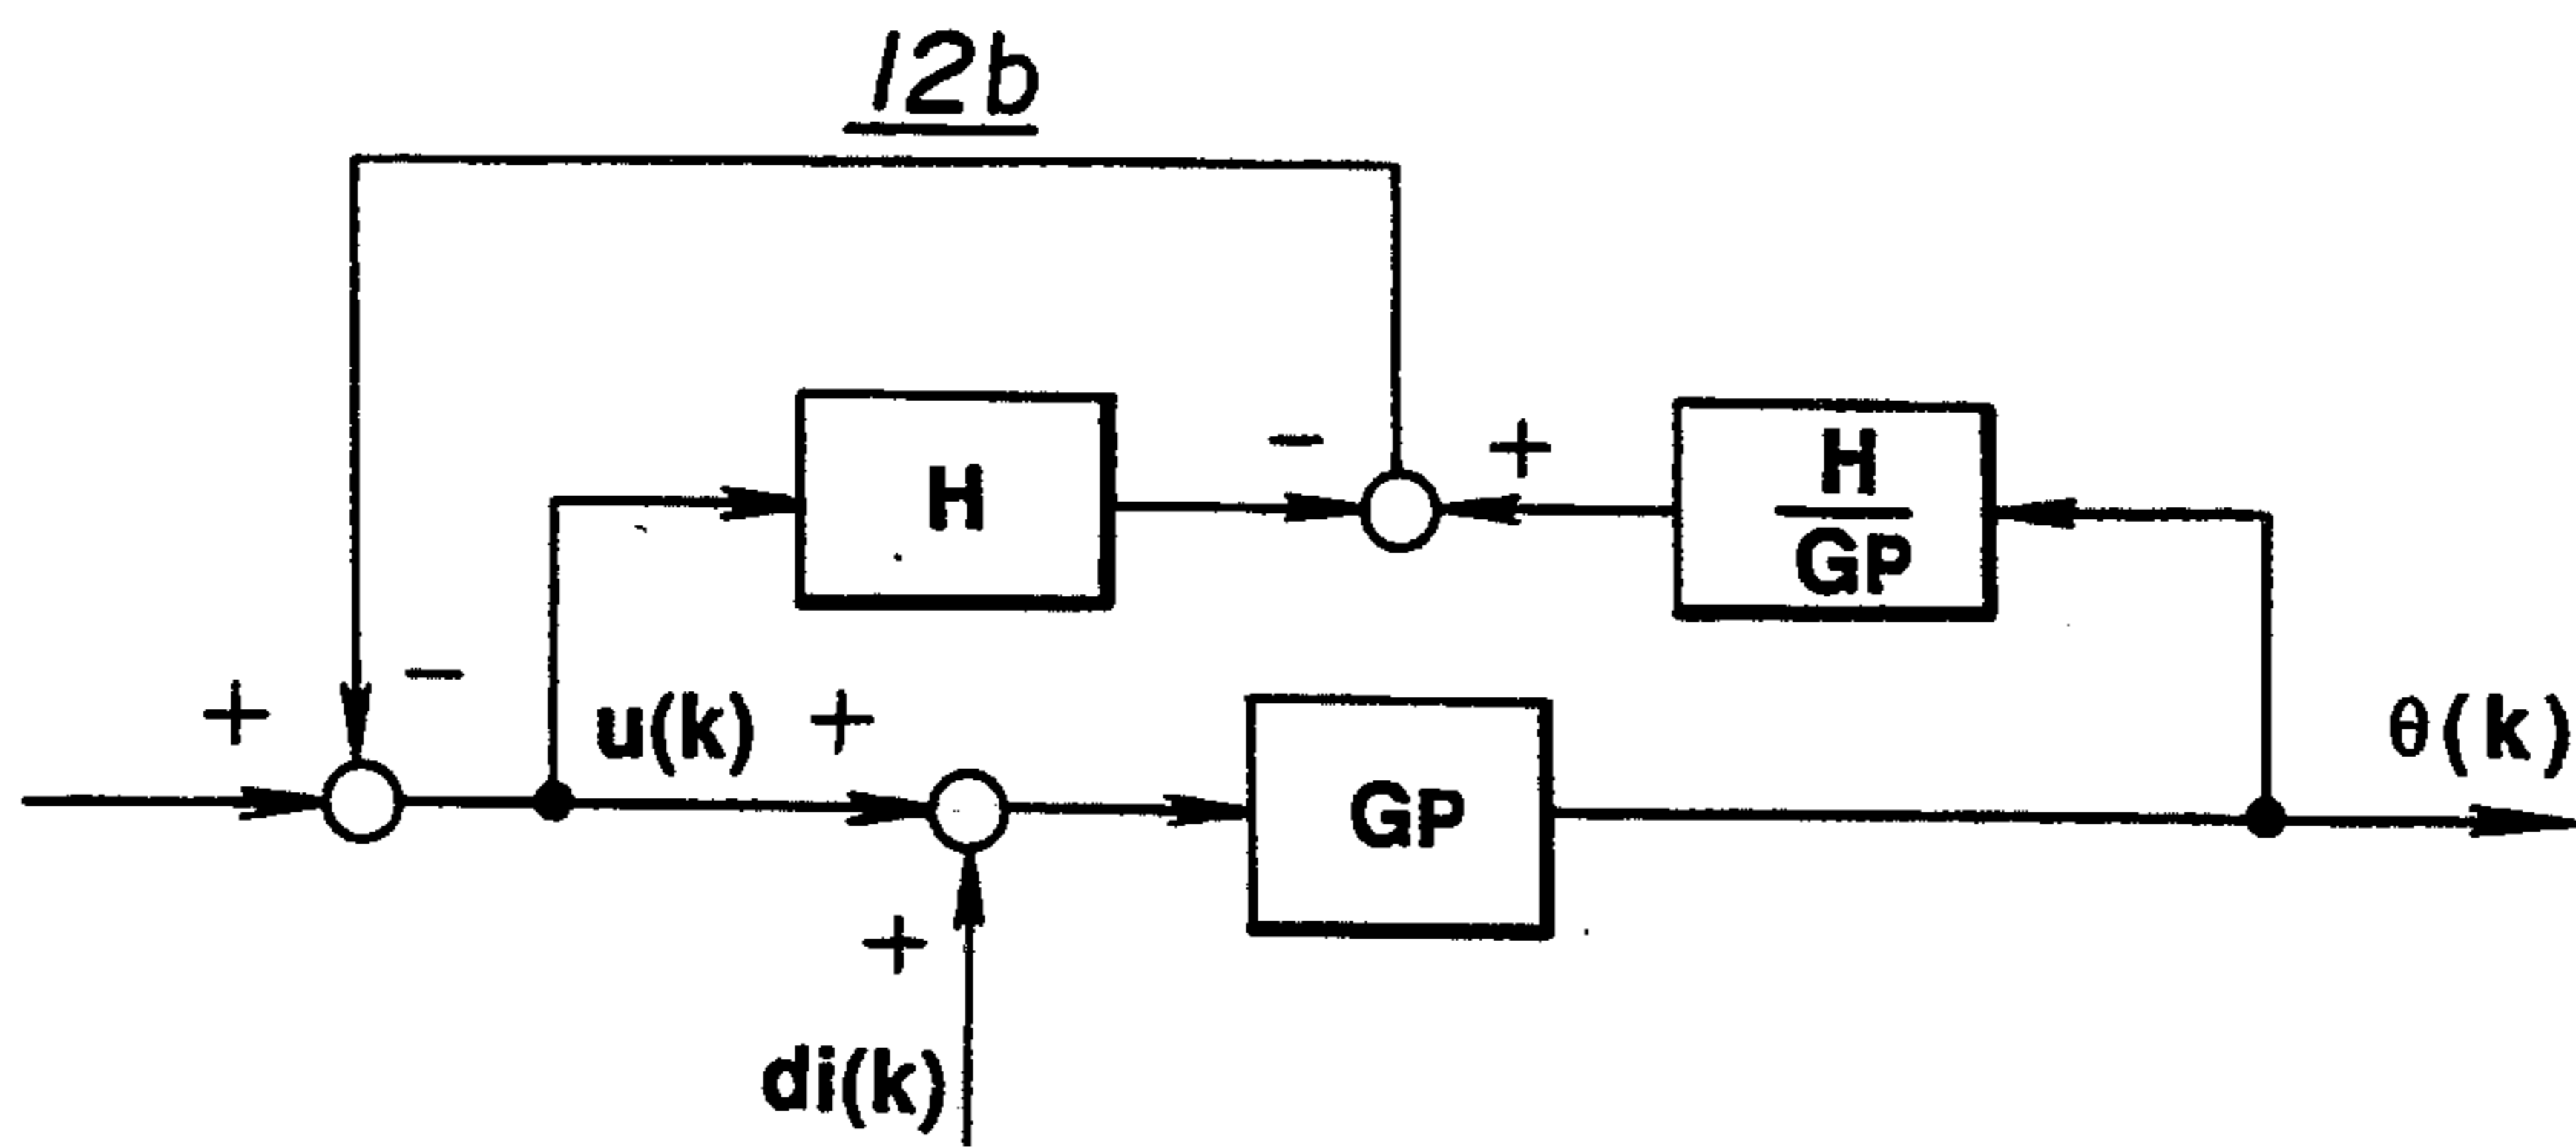 12b
H
H
GP
-
+
+
-
u(k)
+
GP
θ(k)
+
di(k)